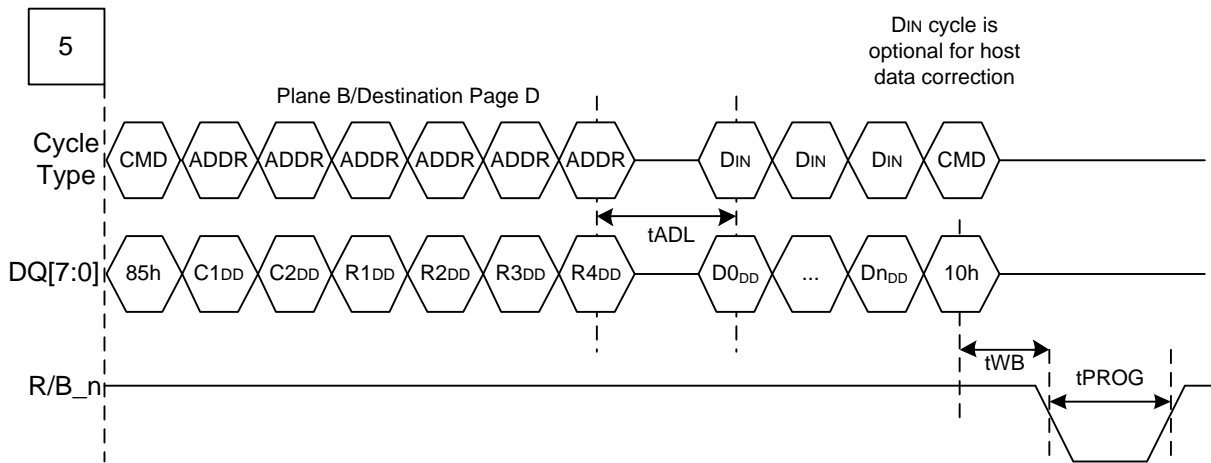 5
DIN cycle is
optional for host
data correction
Plane B/Destination Page D
Cycle
Type
CMD ADDR ADDR ADDR ADDR ADDR ADDR DIN DIN DIN CMD
tADL
DQ[7:0] 85h C1DD C2DD R1DD R2DD R3DD R4DD D0DD ... DnDD 10h
tWB
tPROG
R/B_n